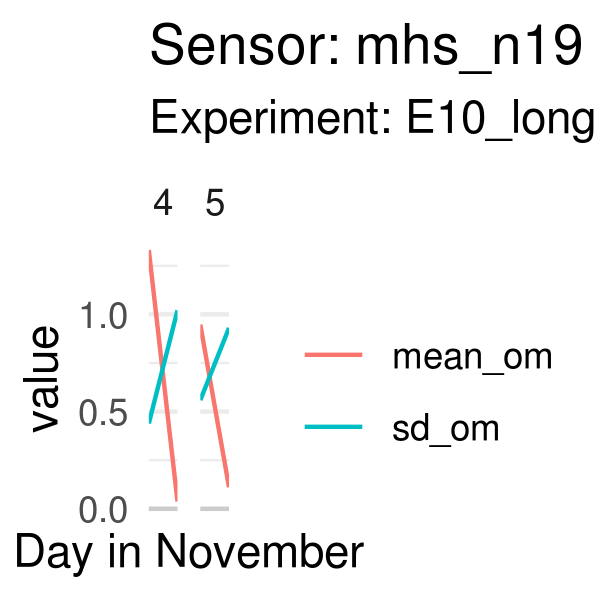 Sensor: mhs_n19
Experiment: E10_long
4 5
1.0
0.5
0.0
value
mean_om
sd_om
Day in November